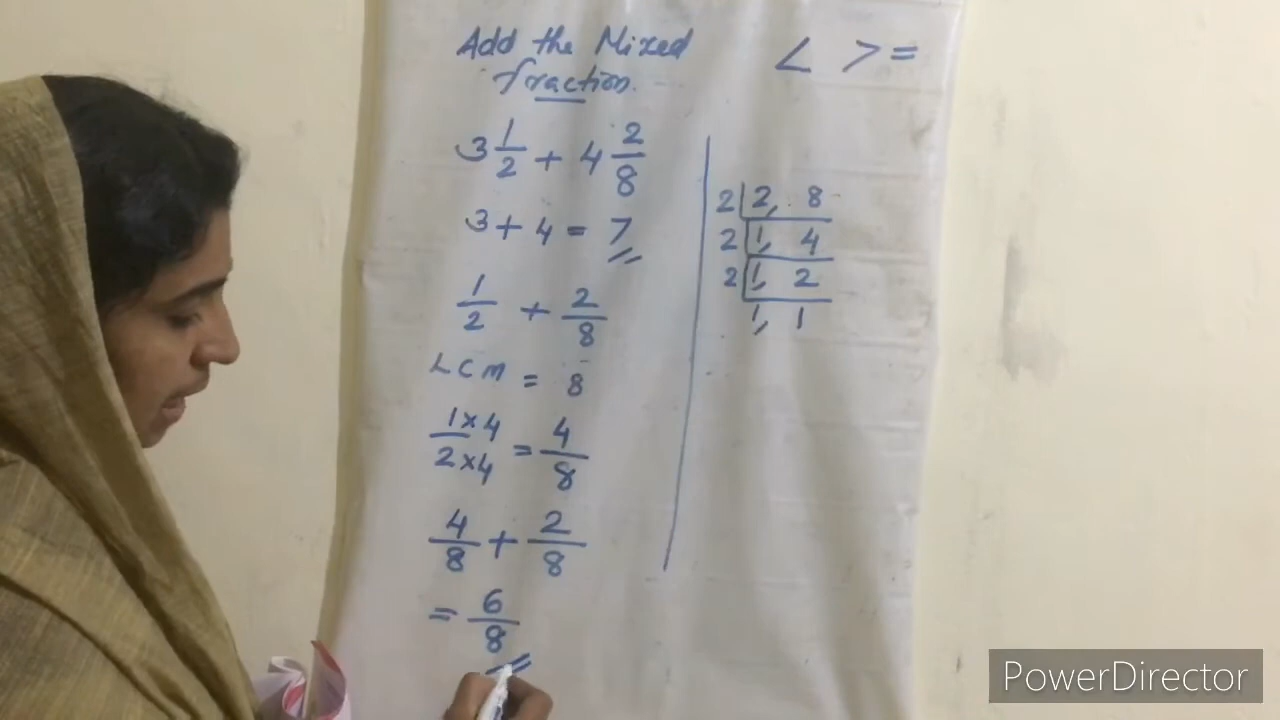 Add the Mixed
fraction.
< > =
3 1/2 + 4 2/8
3 + 4 = 7
1/2 + 2/8
LCM = 8
1×4/2×4 = 4/8
4/8 + 2/8
= 6/8
2 | 2, 8
2 | 1, 4
2 | 1, 2
1, 1
PowerDirector